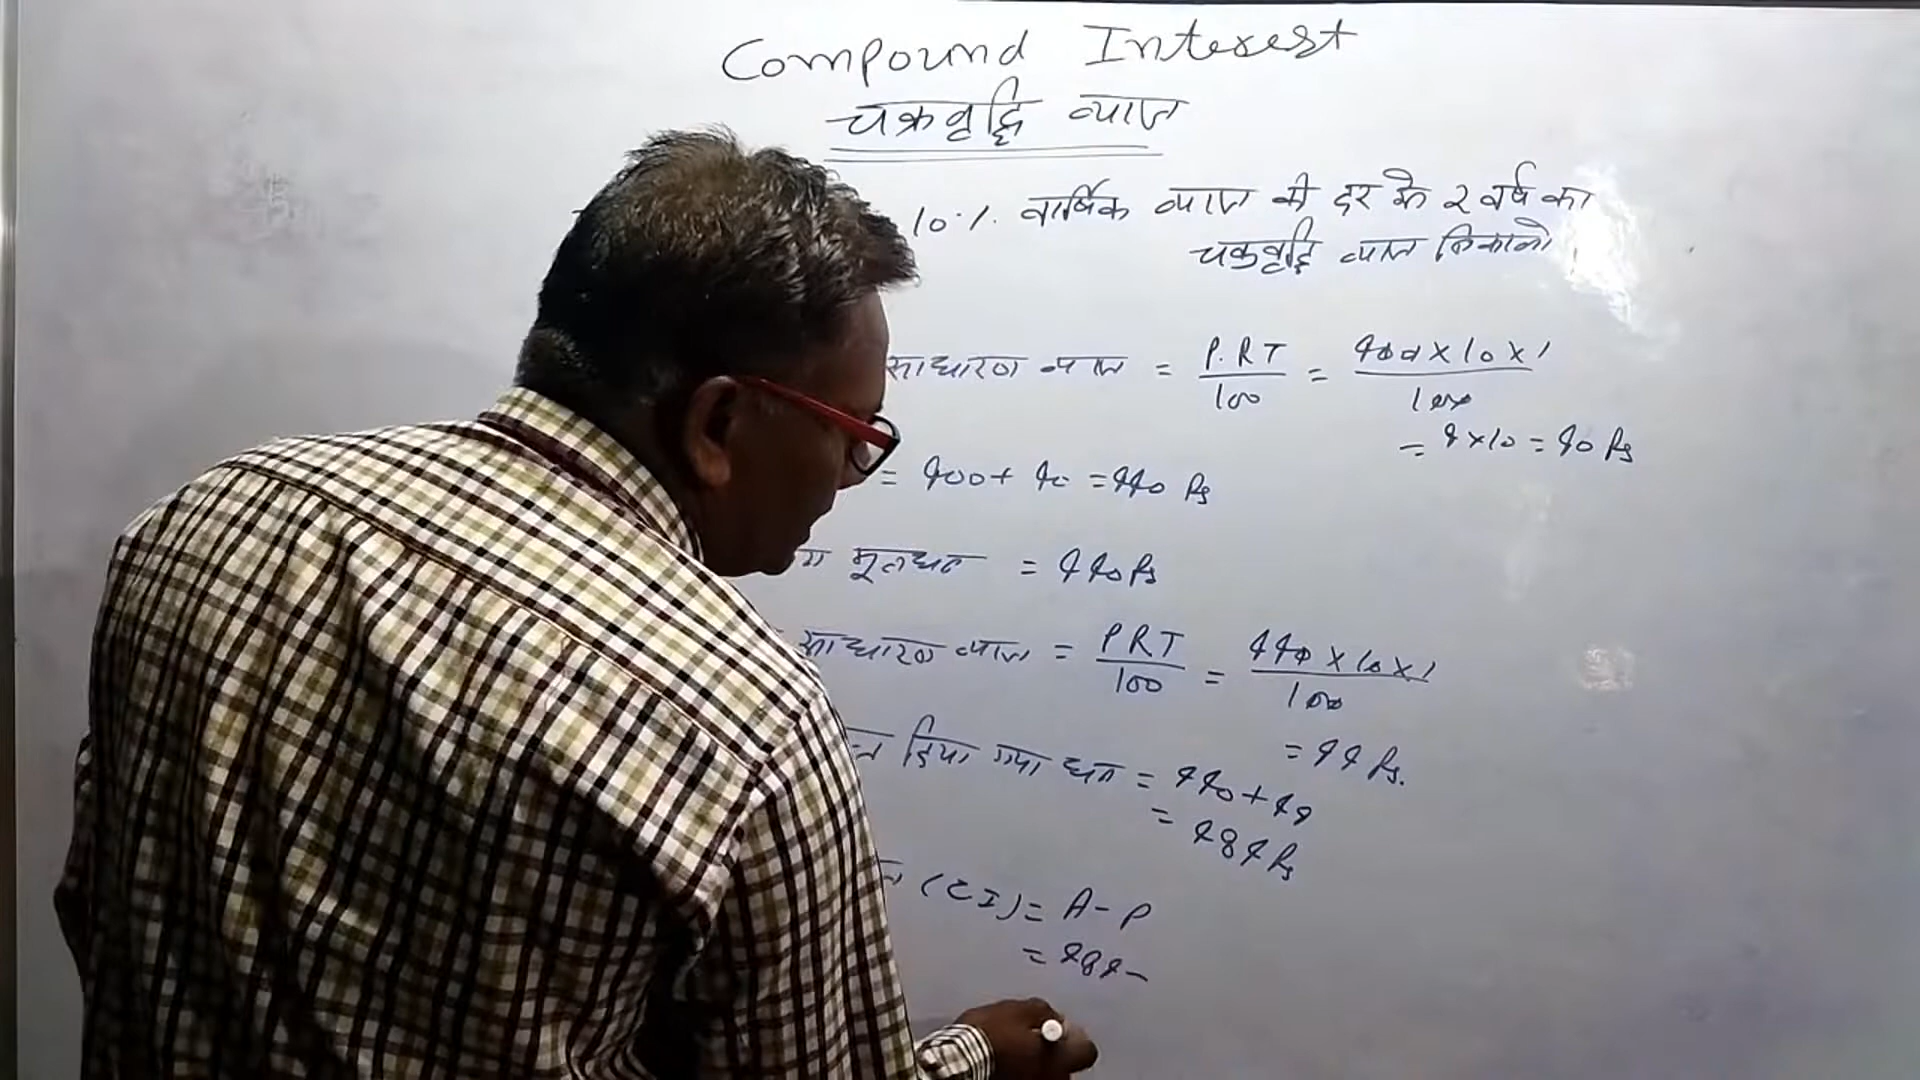 Compound Interest
चक्रवृद्धि ब्याज
10% वार्षिक ब्याज की दर से 2 वर्ष का
चक्रवृद्धि ब्याज निकालो
साधारण ब्याज = P.RT / 100 = 400 x 10 x 1 / 100
= 4 x 10 = 40 Rs
= 400 + 40 = 440 Rs
मूलधन = 440 Rs
साधारण ब्याज = PRT / 100 = 440 x 10 x 1 / 100
= 44 Rs.
दिया गया धन = 440 + 44
= 484 Rs
(CI) = A - P
= 484 -